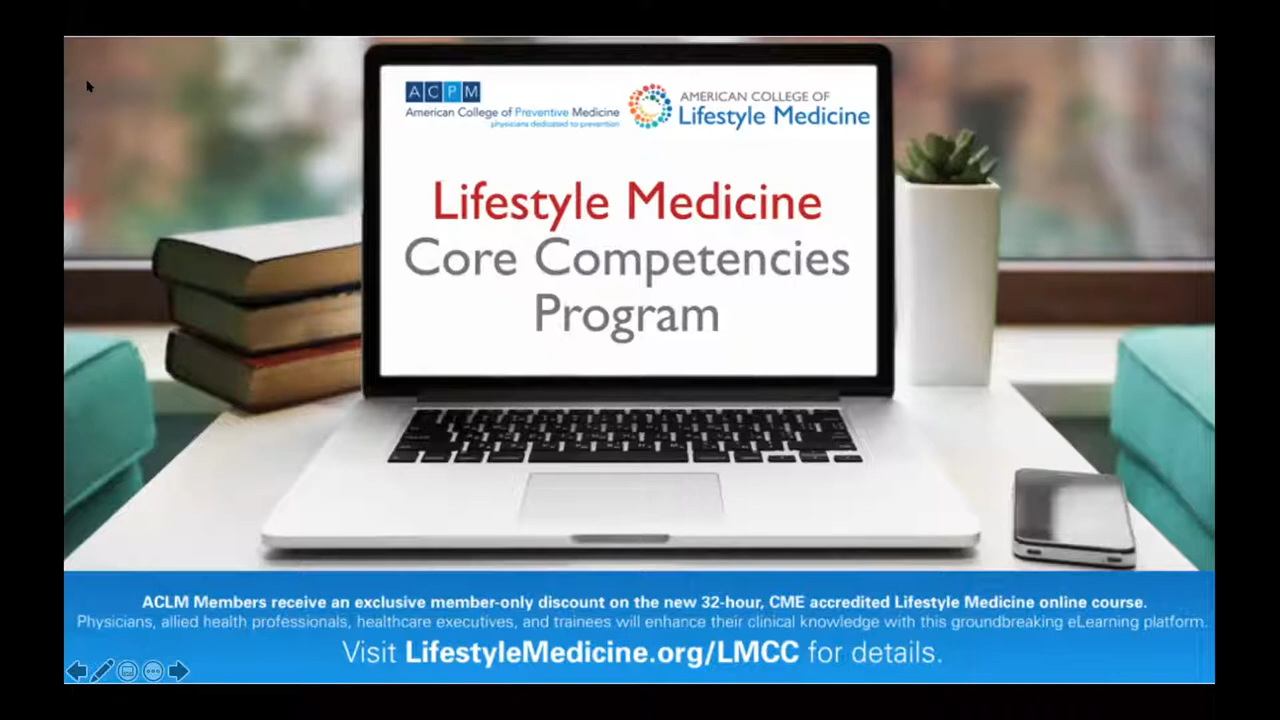 ACPM
American College of Preventive Medicine
physicians dedicated to prevention
AMERICAN COLLEGE OF
Lifestyle Medicine
Lifestyle Medicine
Core Competencies
Program
ACLM Members receive an exclusive member-only discount on the new 32-hour, CME accredited Lifestyle Medicine online course.
Physicians, allied health professionals, healthcare executives, and trainees will enhance their clinical knowledge with this groundbreaking eLearning platform.
Visit LifestyleMedicine.org/LMCC for details.